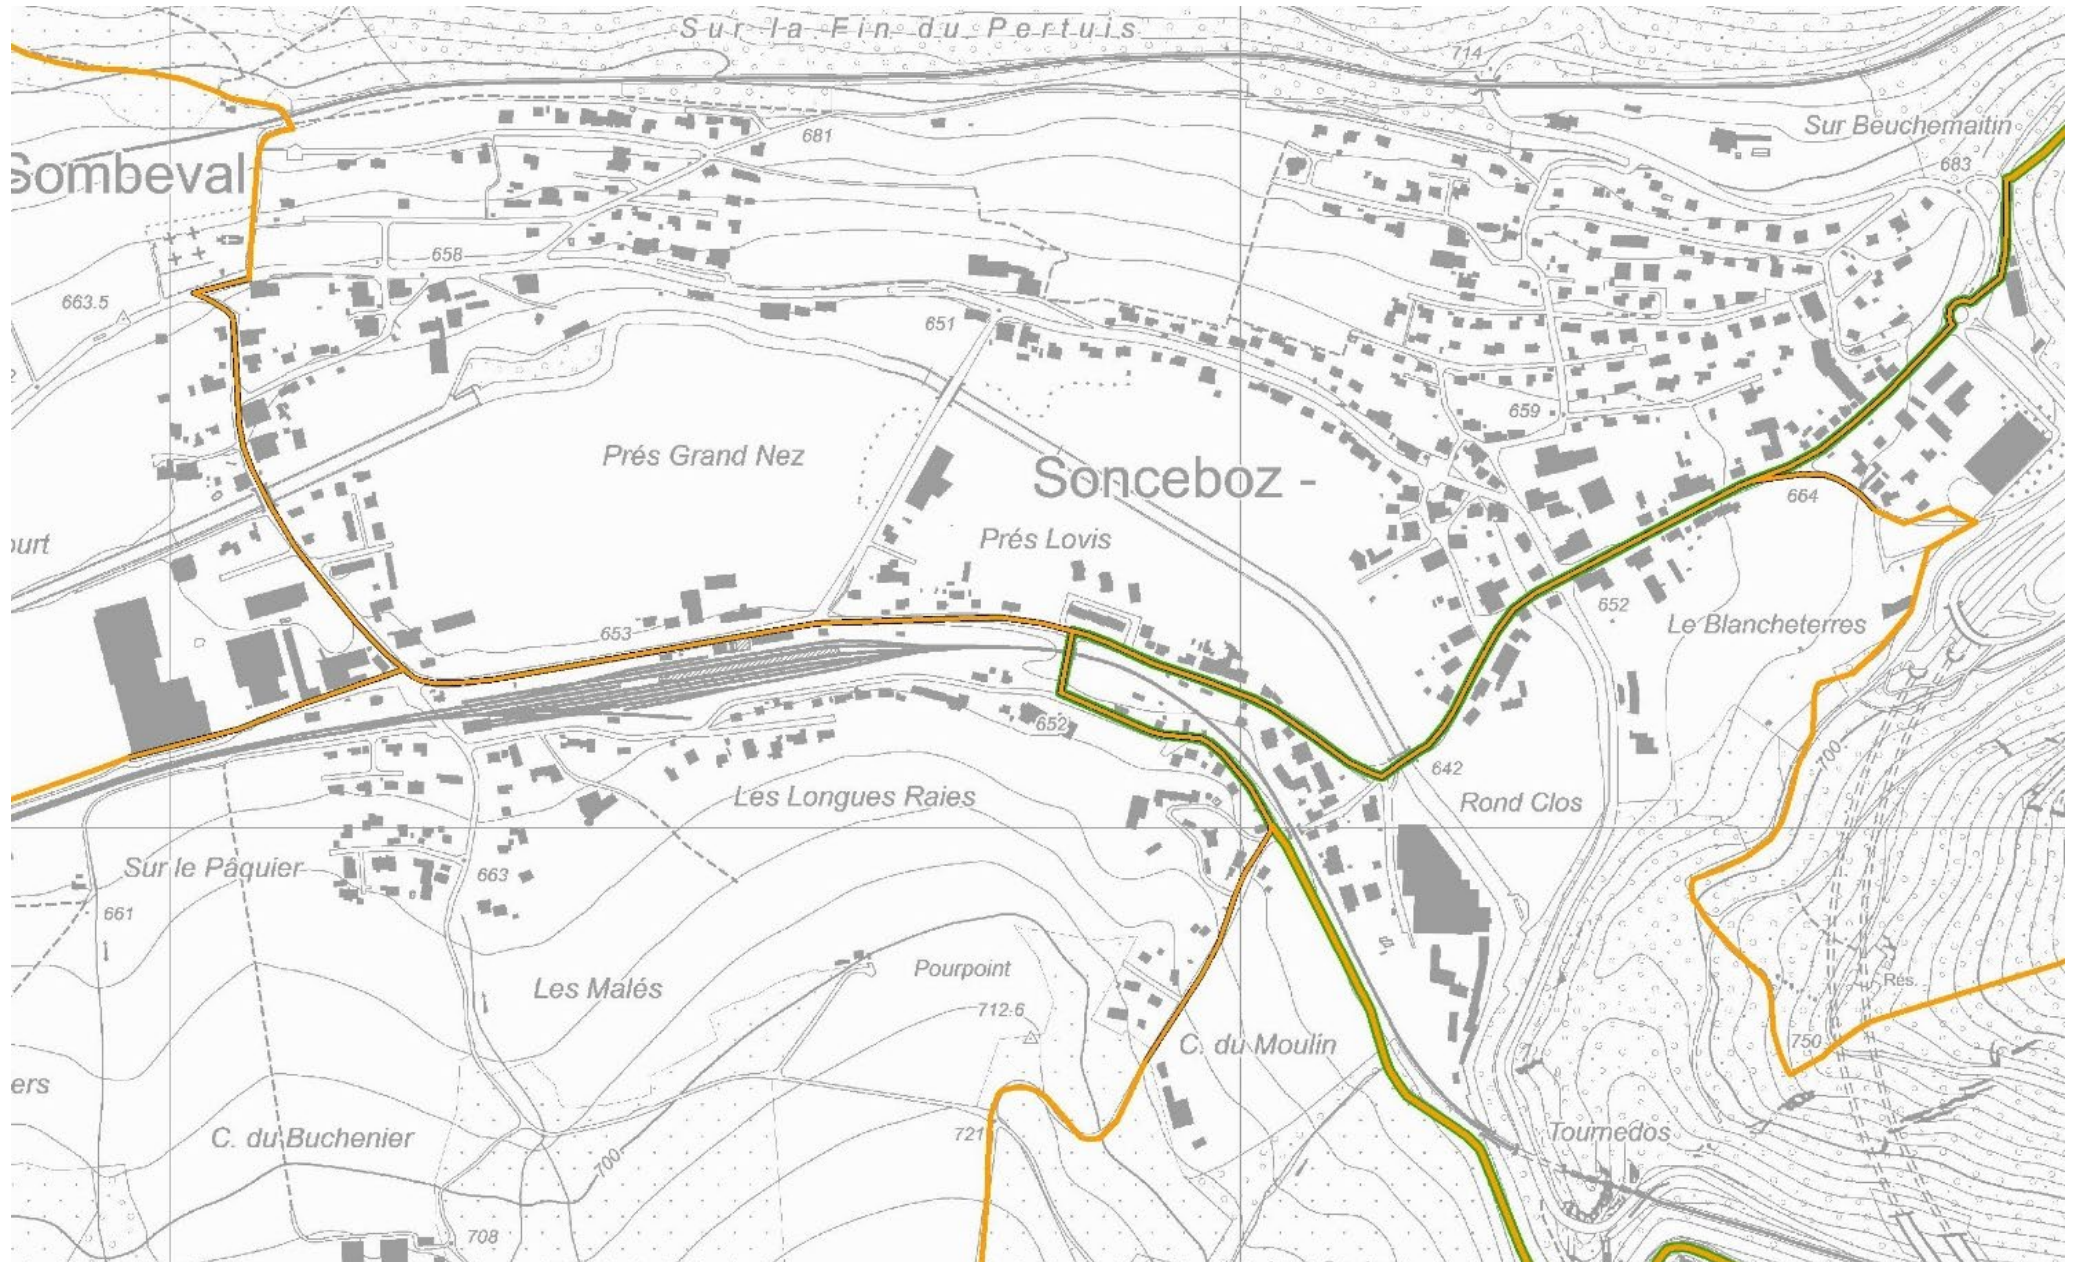 Sur la Fin du Pertuis
714
Sur Beuchemaitin
681
683
Sombeval
658
663.5
651
659
Prés Grand Nez
Sonceboz -
664
Prés Lovis
urt
652
653
Le Blancheterres
652
642
700
Les Longues Raies
Rond Clos
Sur le Pâquier
663
661
Pourpoint
Les Malés
Rés.
712.6
C. du Moulin
750
ers
C. du Buchenier
721
Tournedos
700
708